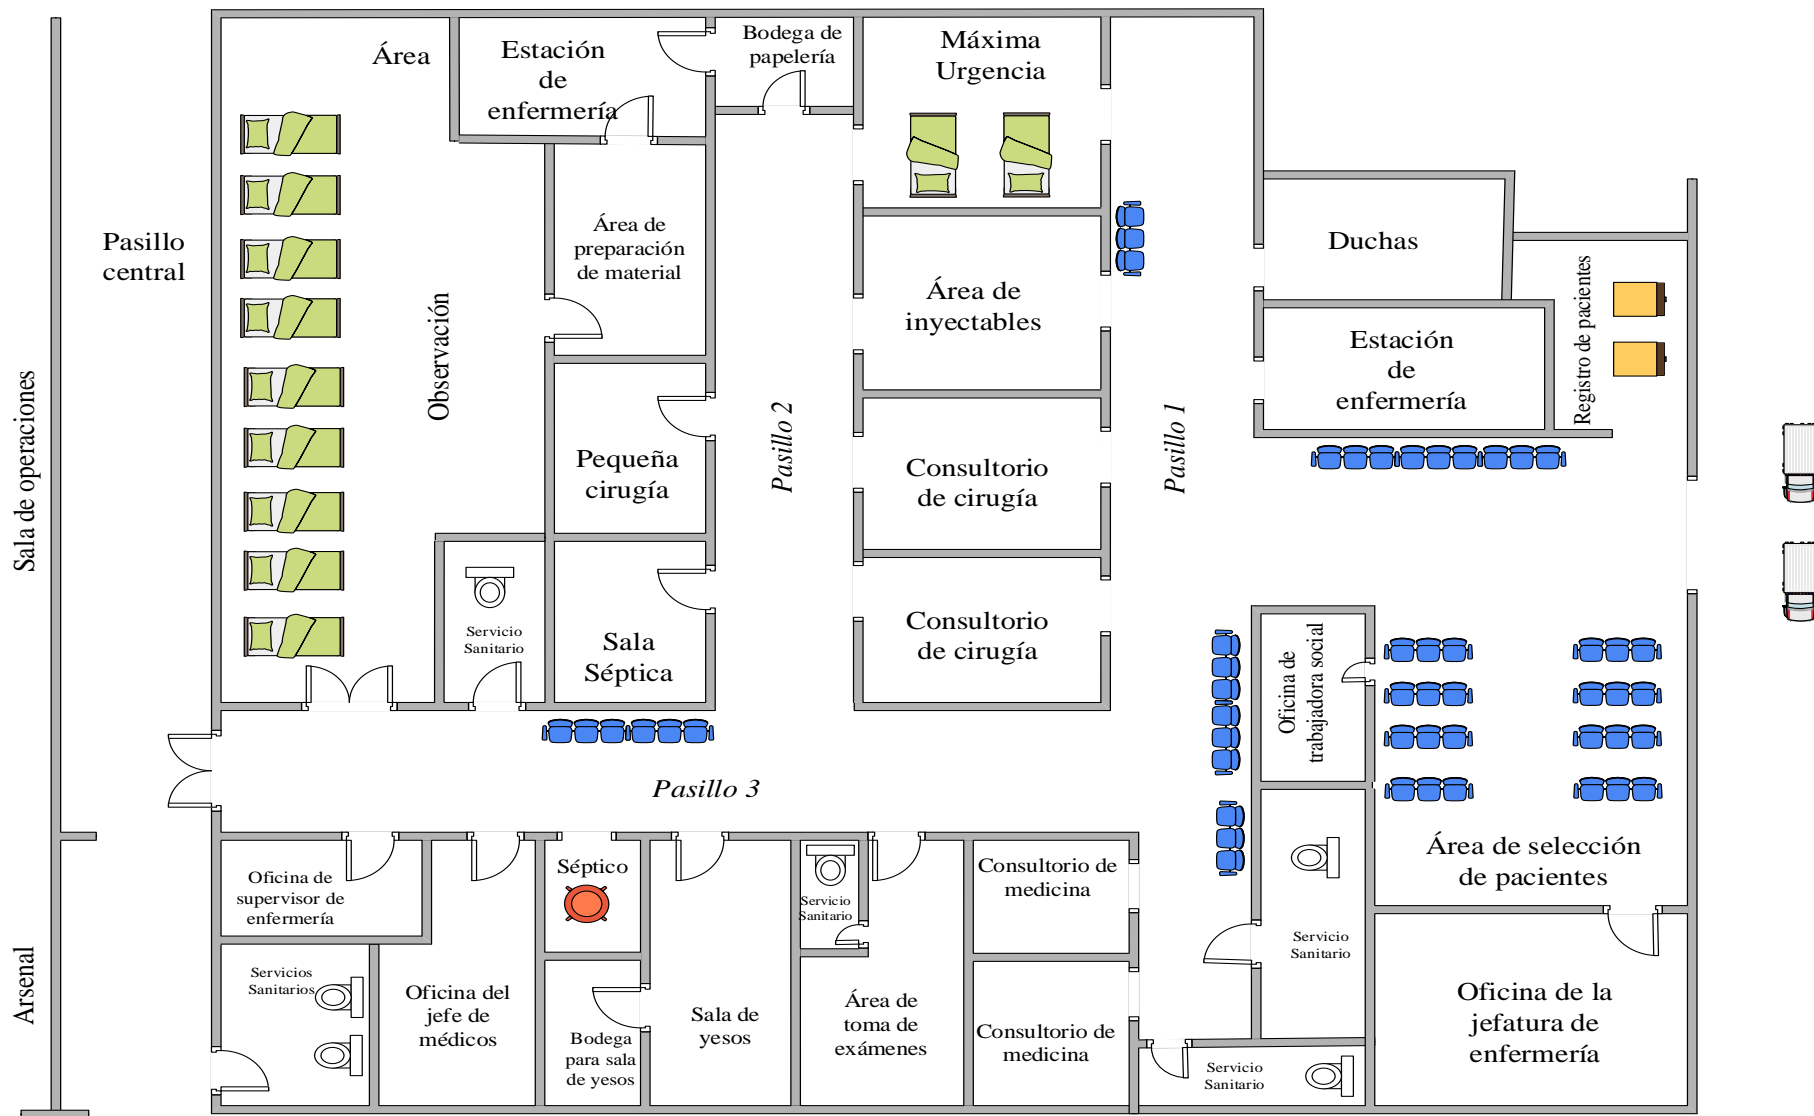 Área
Observación
Estación
de
enfermería
Bodega de
papelería
Máxima
Urgencia
Pasillo
central
Sala de operaciones
Arsenal
Área de
preparación
de material
Pequeña
cirugía
Sala
Séptica
Servicio
Sanitario
Pasillo 2
Área de
inyectables
Consultorio
de cirugía
Consultorio
de cirugía
Pasillo 1
Duchas
Estación
de
enfermería
Registro de pacientes
Oficina de
trabajadora social
Área de selección
de pacientes
Pasillo 3
Oficina de
supervisor de
enfermería
Servicios
Sanitarios
Oficina del
jefe de
médicos
Séptico
Bodega
para sala
de yesos
Sala de
yesos
Servicio
Sanitario
Área de
toma de
exámenes
Consultorio de
medicina
Consultorio de
medicina
Servicio
Sanitario
Servicio
Sanitario
Oficina de la
jefatura de
enfermería